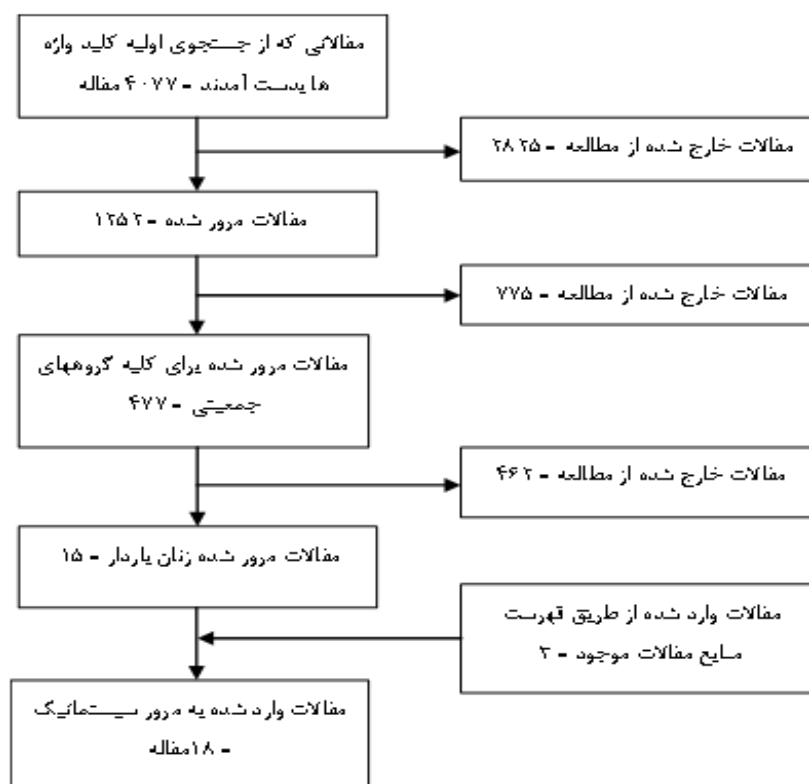 مقالاتی که از جستجوی اولیه کلید واژه
ها بدست آمدند - ۴۰۷۷ مقاله
مقالات خارج شده از مطالعه - ۲۸۲۵
مقالات مرور شده - ۱۲۵۲
مقالات خارج شده از مطالعه - ۷۷۵
مقالات مرور شده برای کلیه گروههای
جمعیتی - ۴۷۷
مقالات خارج شده از مطالعه - ۴۶۲
مقالات مرور شده زنان باردار - ۱۵
مقالات وارد شده از طریق فهرست
منابع مقالات موجود - ۳
مقالات وارد شده به مرور سیستماتیک
- ۱۸مقاله